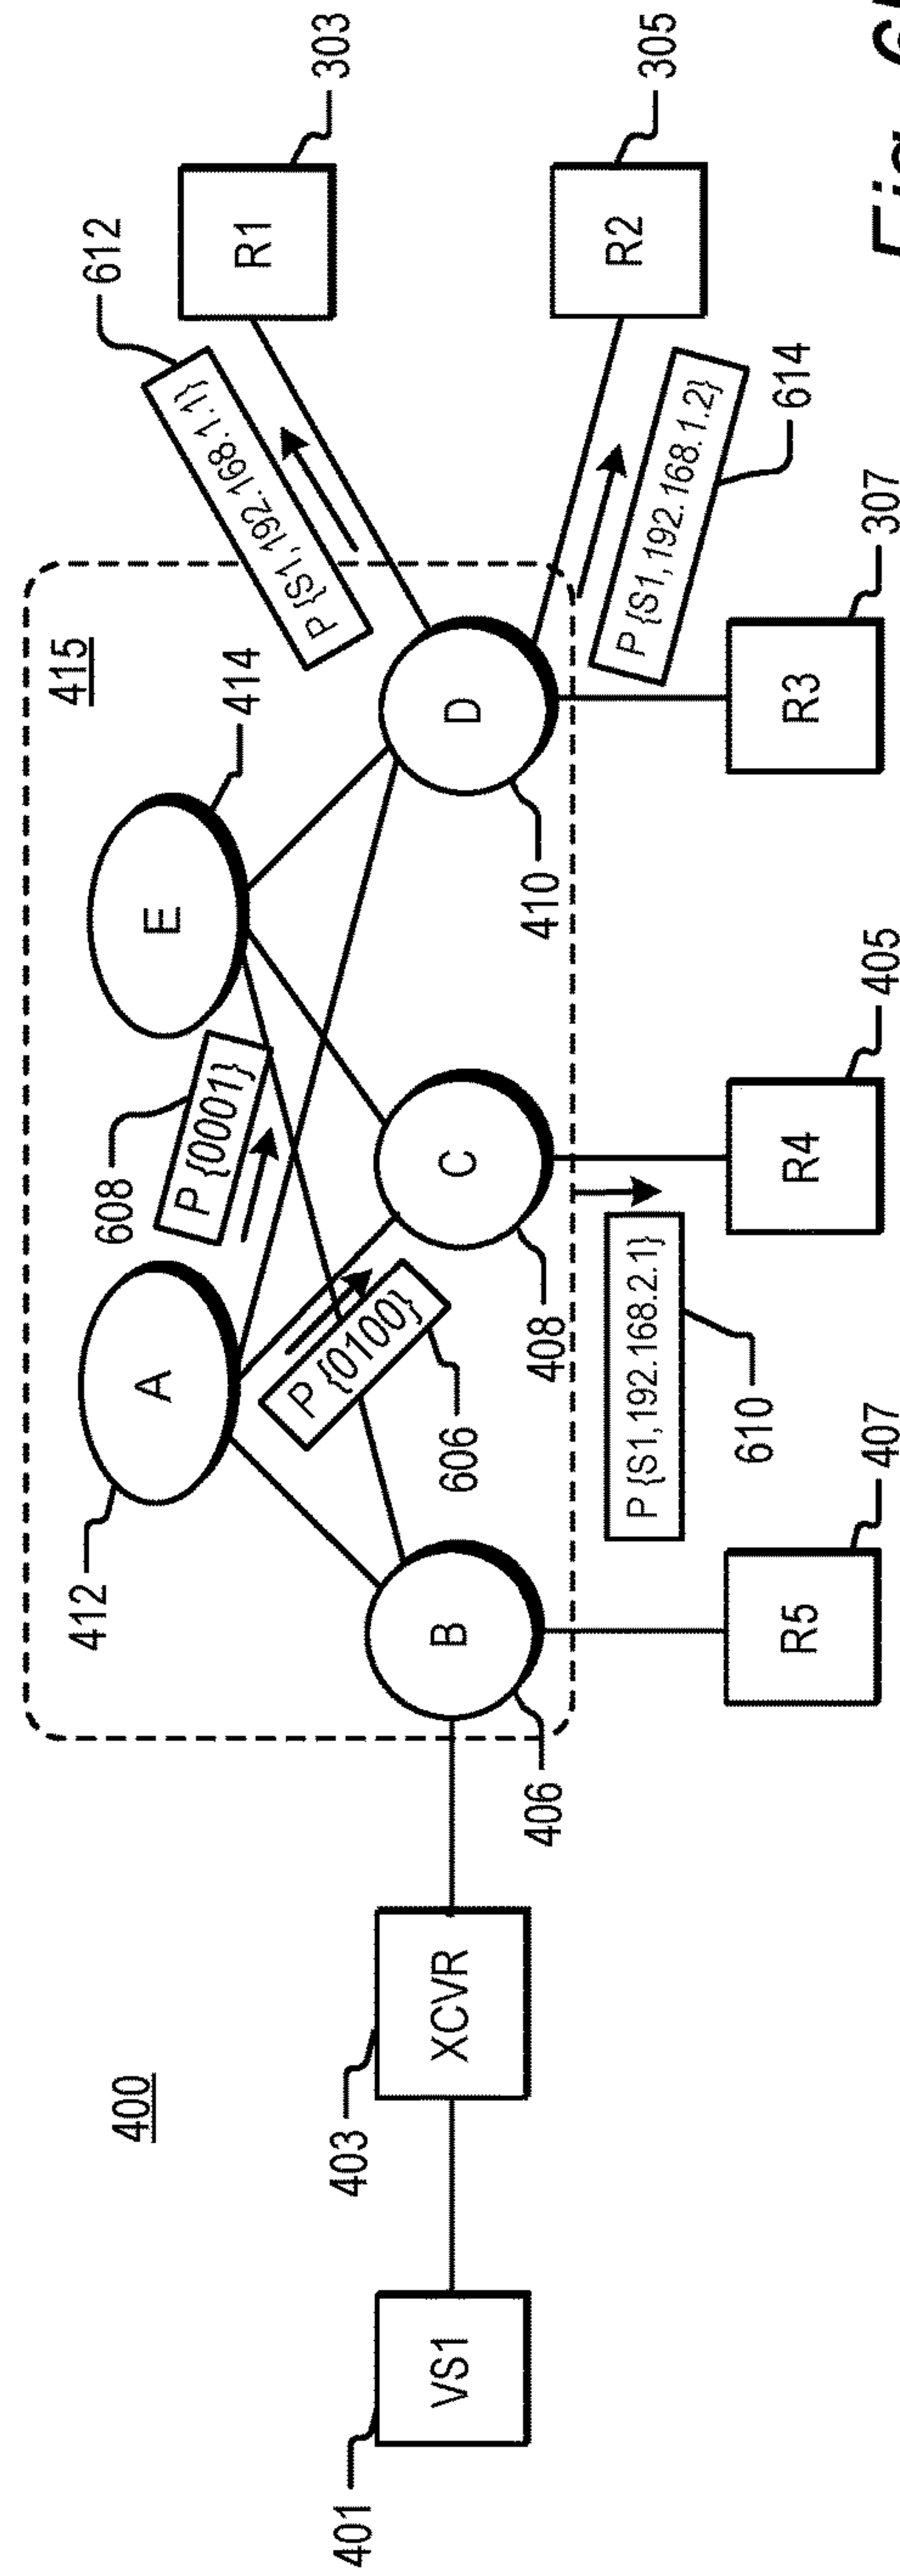 400
401
VS1
403
XCVR
415
412
A
E
414
P {0001}
608
P {0100}
606
B
406
C
408
D
410
P {S1, 192.168.1.1}
612
R1
303
P {S1, 192.168.1.2}
614
R2
305
P {S1, 192.168.2.1}
610
R5
407
R4
405
R3
307
Fig.